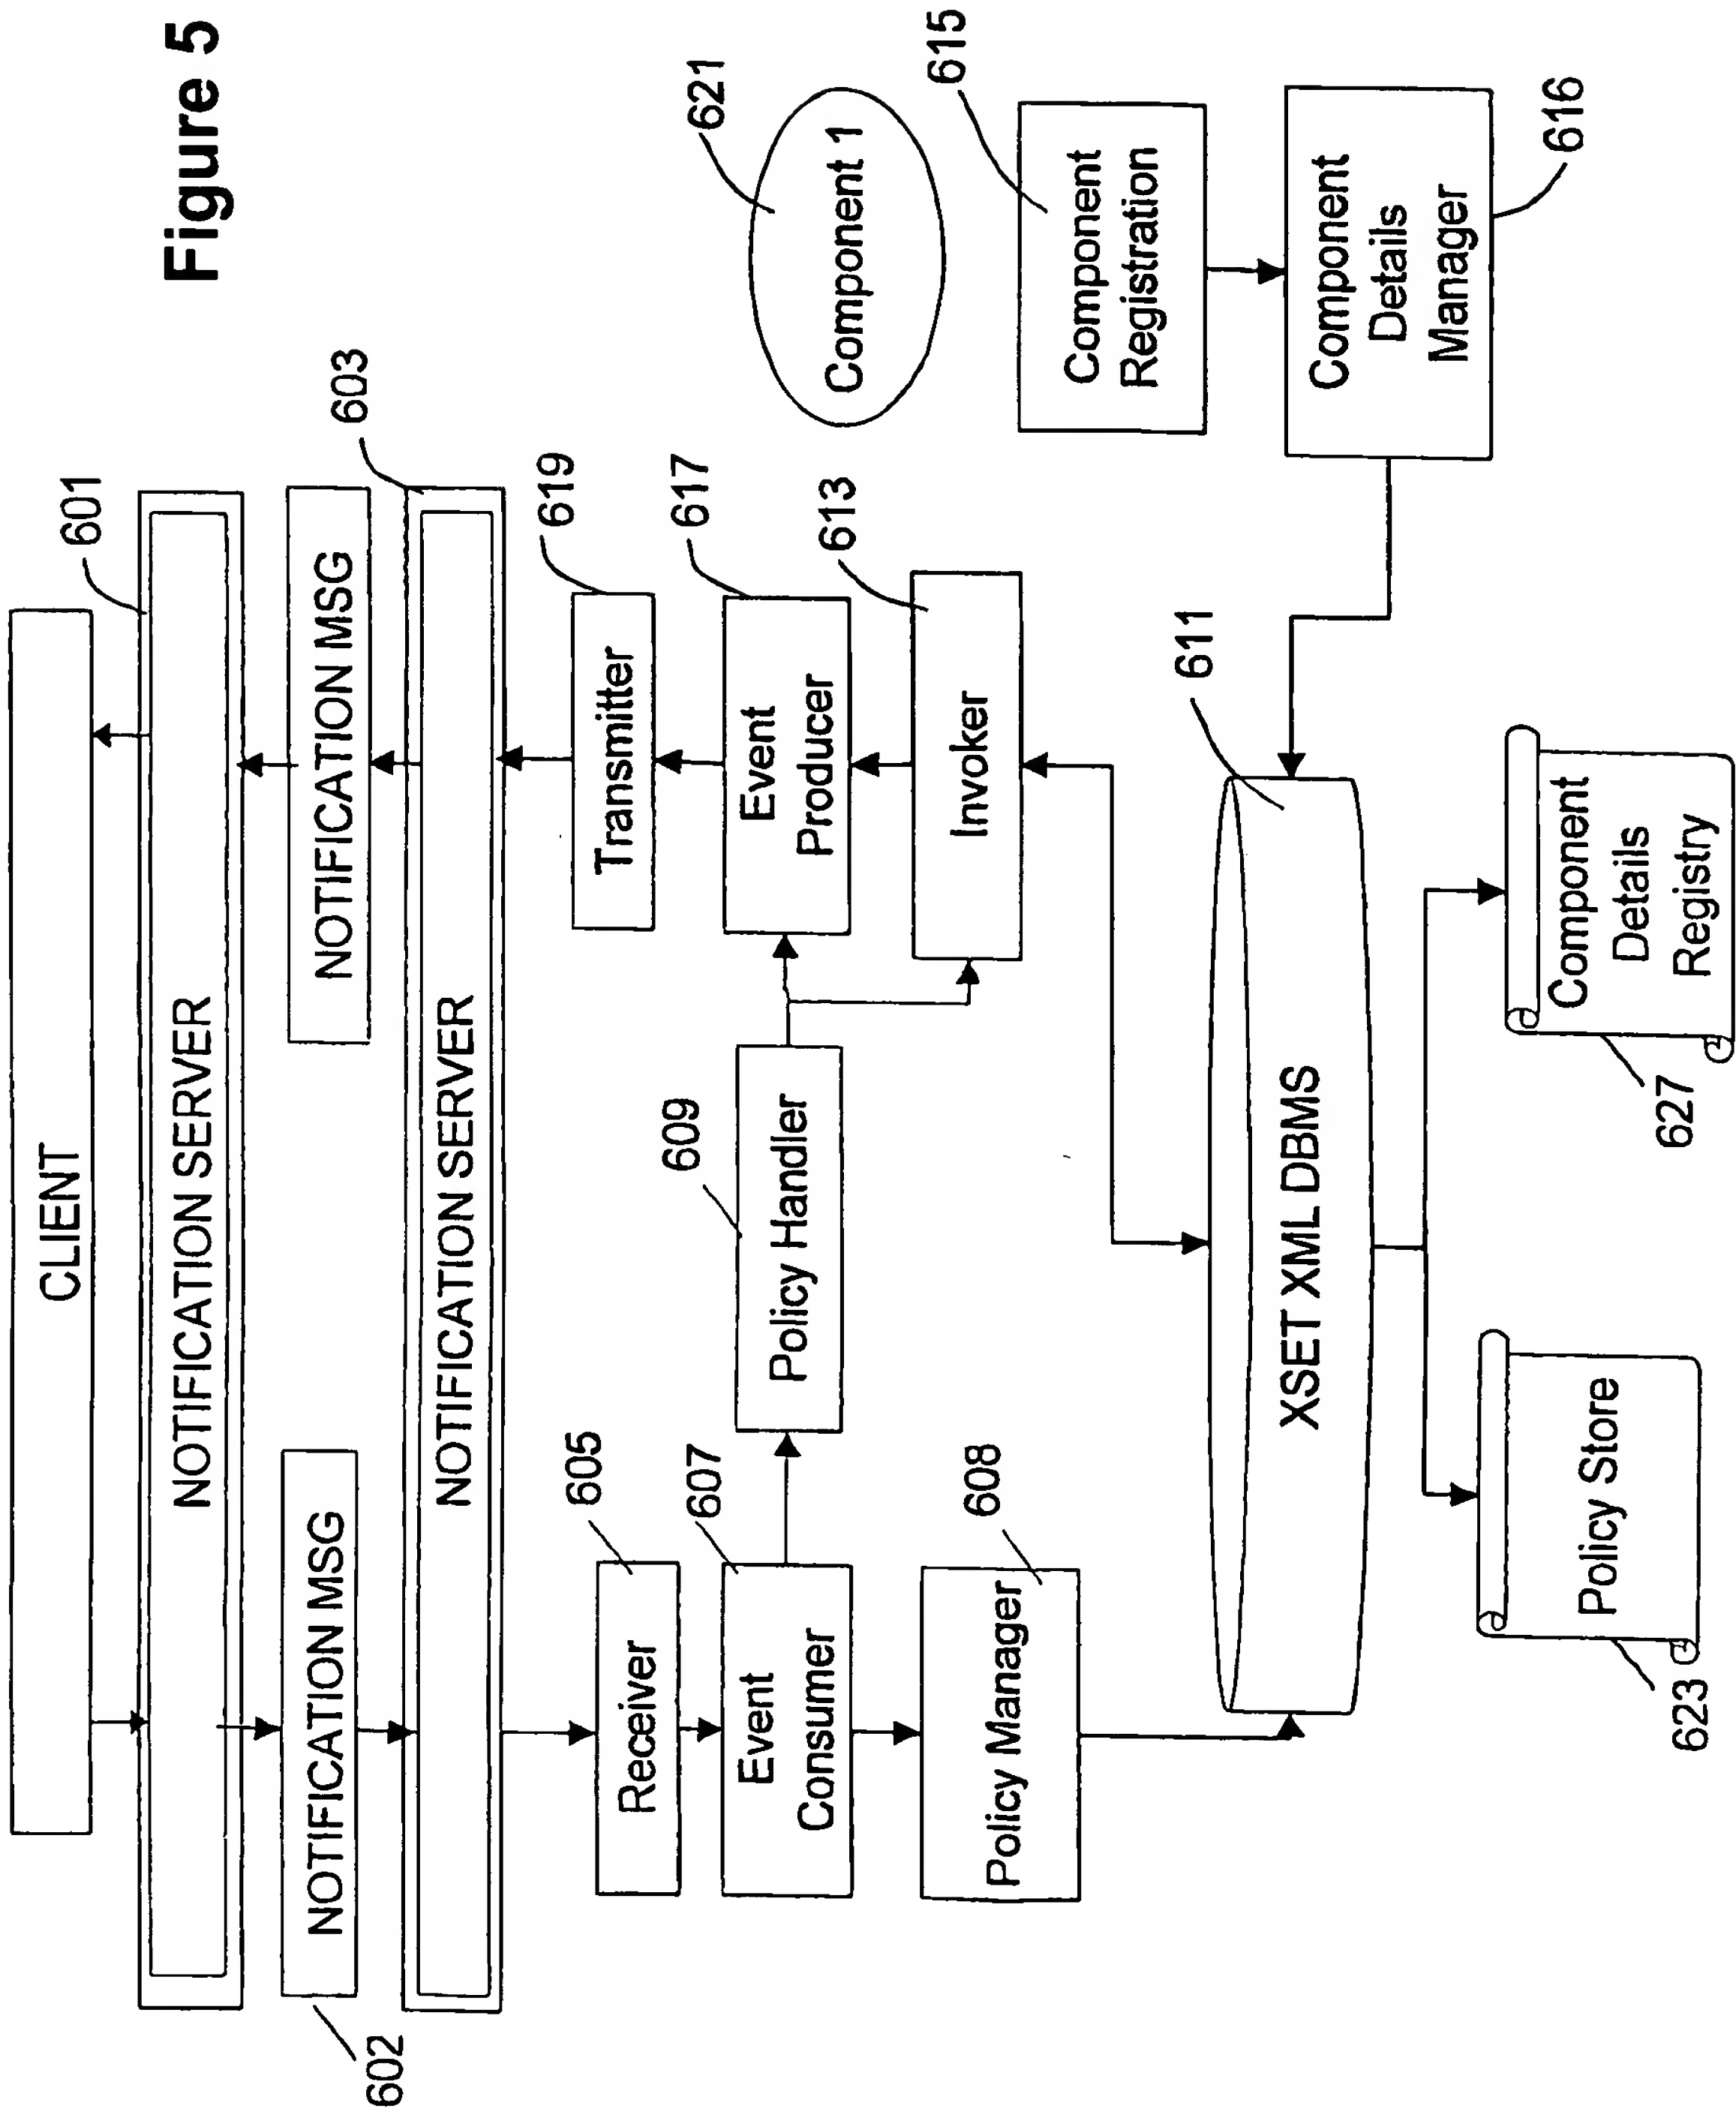 Figure 5
CLIENT
601
NOTIFICATION SERVER
NOTIFICATION MSG
602
NOTIFICATION MSG
603
NOTIFICATION SERVER
Receiver
605
Transmitter
619
Event
Consumer
607
Policy Handler
609
Event
Producer
617
Component 1
621
Policy Manager
608
Invoker
613
Component
Registration
615
XSET XML DBMS
611
Component
Details
Manager
616
Policy Store
623
Component
Details
Registry
627